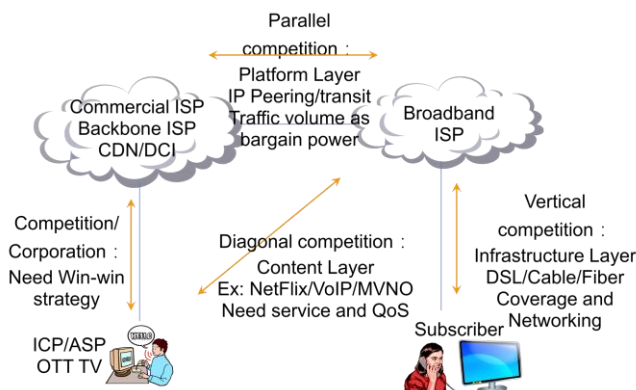 Parallel
competition：
Platform Layer
IP Peering/transit
Traffic volume as
bargain power
Commercial ISP
Backbone ISP
CDN/DCI
Broadband
ISP
Competition/
Corporation：
Need Win-win
strategy
Diagonal competition：
Content Layer
Ex: NetFlix/VoIP/MVNO
Need service and QoS
Vertical
competition：
Infrastructure Layer
DSL/Cable/Fiber
Coverage and
Networking
ICP/ASP
OTT TV
Subscriber